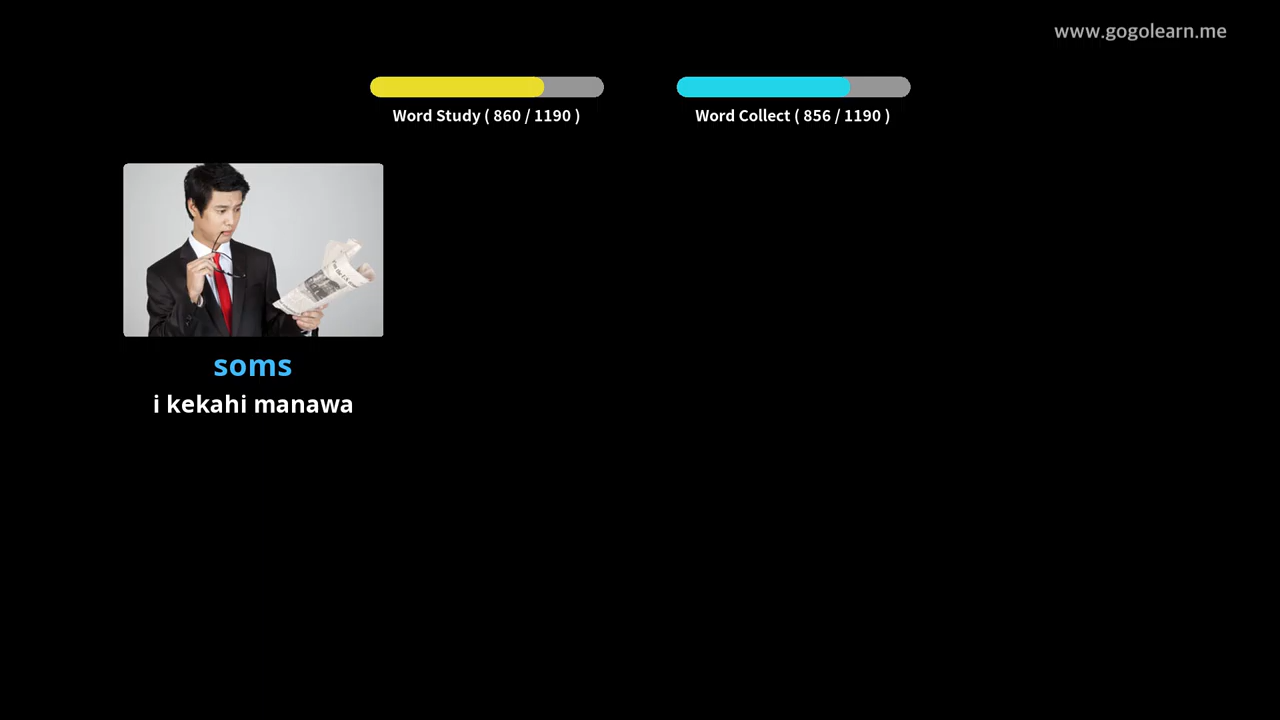 www.gogolearn.me
Word Study ( 860 / 1190 )
Word Collect ( 856 / 1190 )
soms
i kekahi manawa